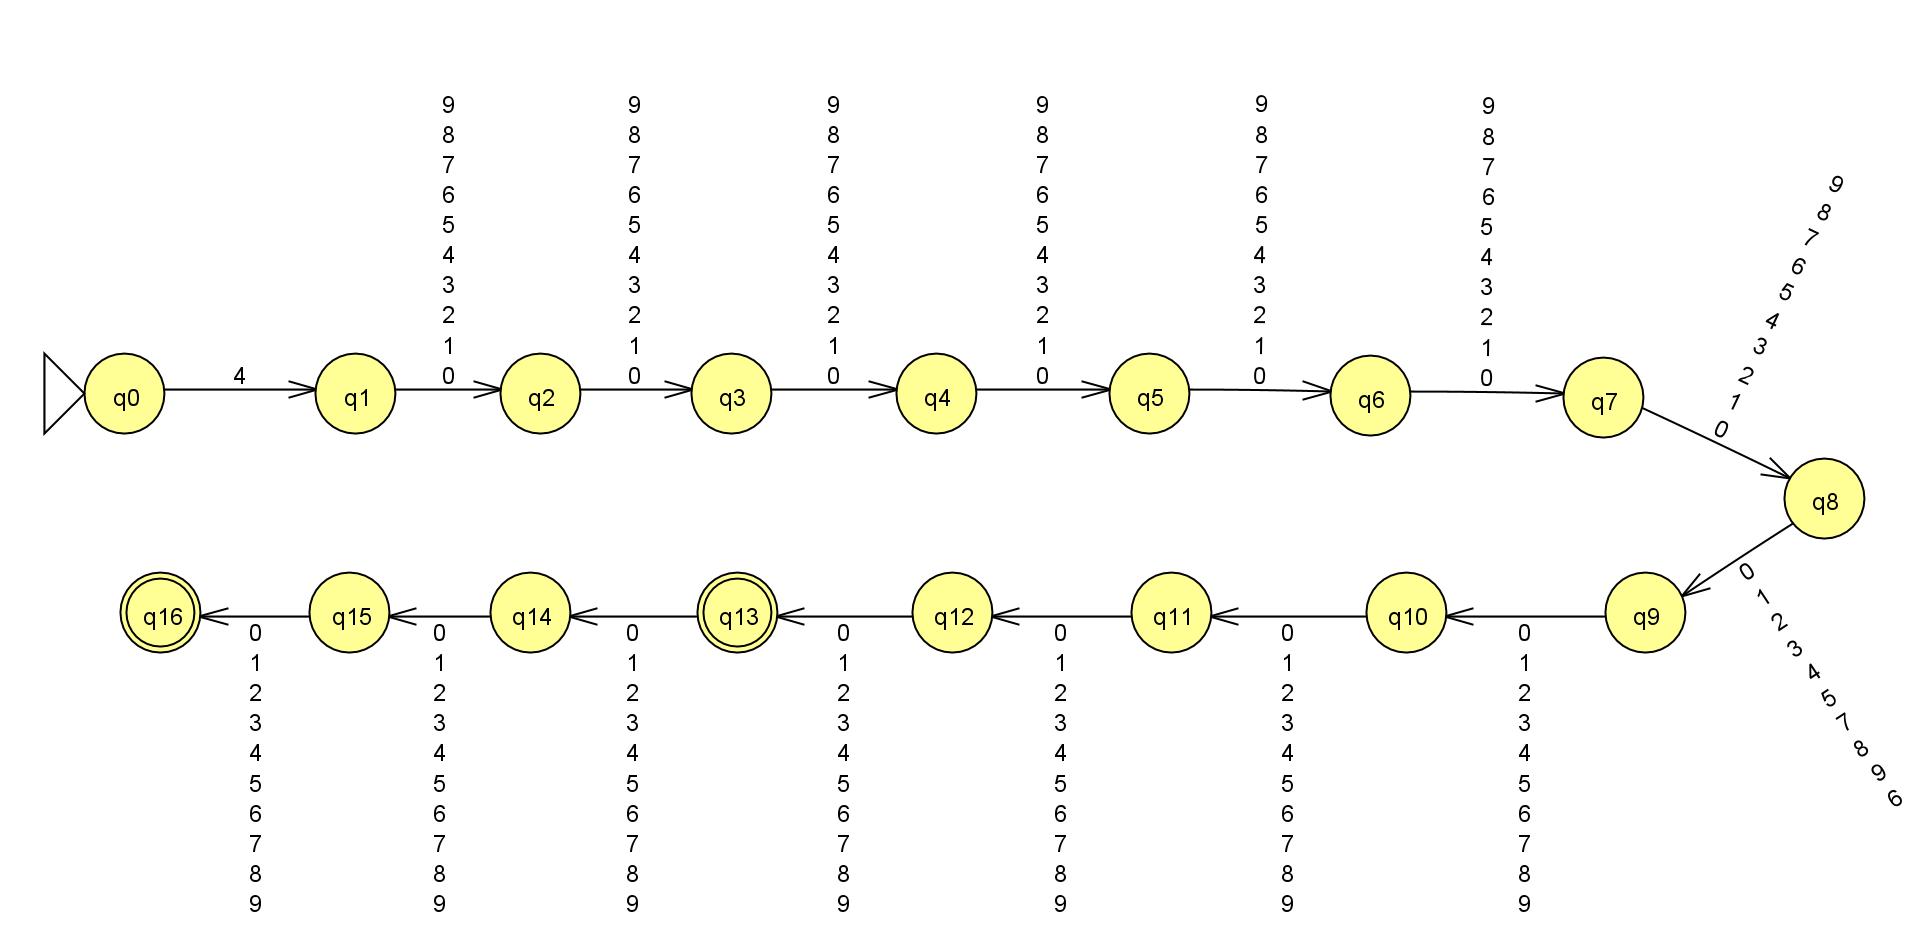 9 9 9 9 9 9
8 8 8 8 8 8
7 7 7 7 7 7
6 6 6 6 6 6 9
5 5 5 5 5 5 8
4 4 4 4 4 4 7
3 3 3 3 3 3 6
2 2 2 2 2 2 5
1 1 1 1 1 1 4
4 0 0 0 0 0 0 3
2
q0 q1 q2 q3 q4 q5 q6 q7 1
0
q8
0
1
q16 q15 q14 q13 q12 q11 q10 q9 2
0 0 0 0 0 0 0 3
1 1 1 1 1 1 1 4
2 2 2 2 2 2 2 5
3 3 3 3 3 3 3 7
4 4 4 4 4 4 4 8
5 5 5 5 5 5 5 9
6 6 6 6 6 6 6 6
7 7 7 7 7 7 7
8 8 8 8 8 8 8
9 9 9 9 9 9 9